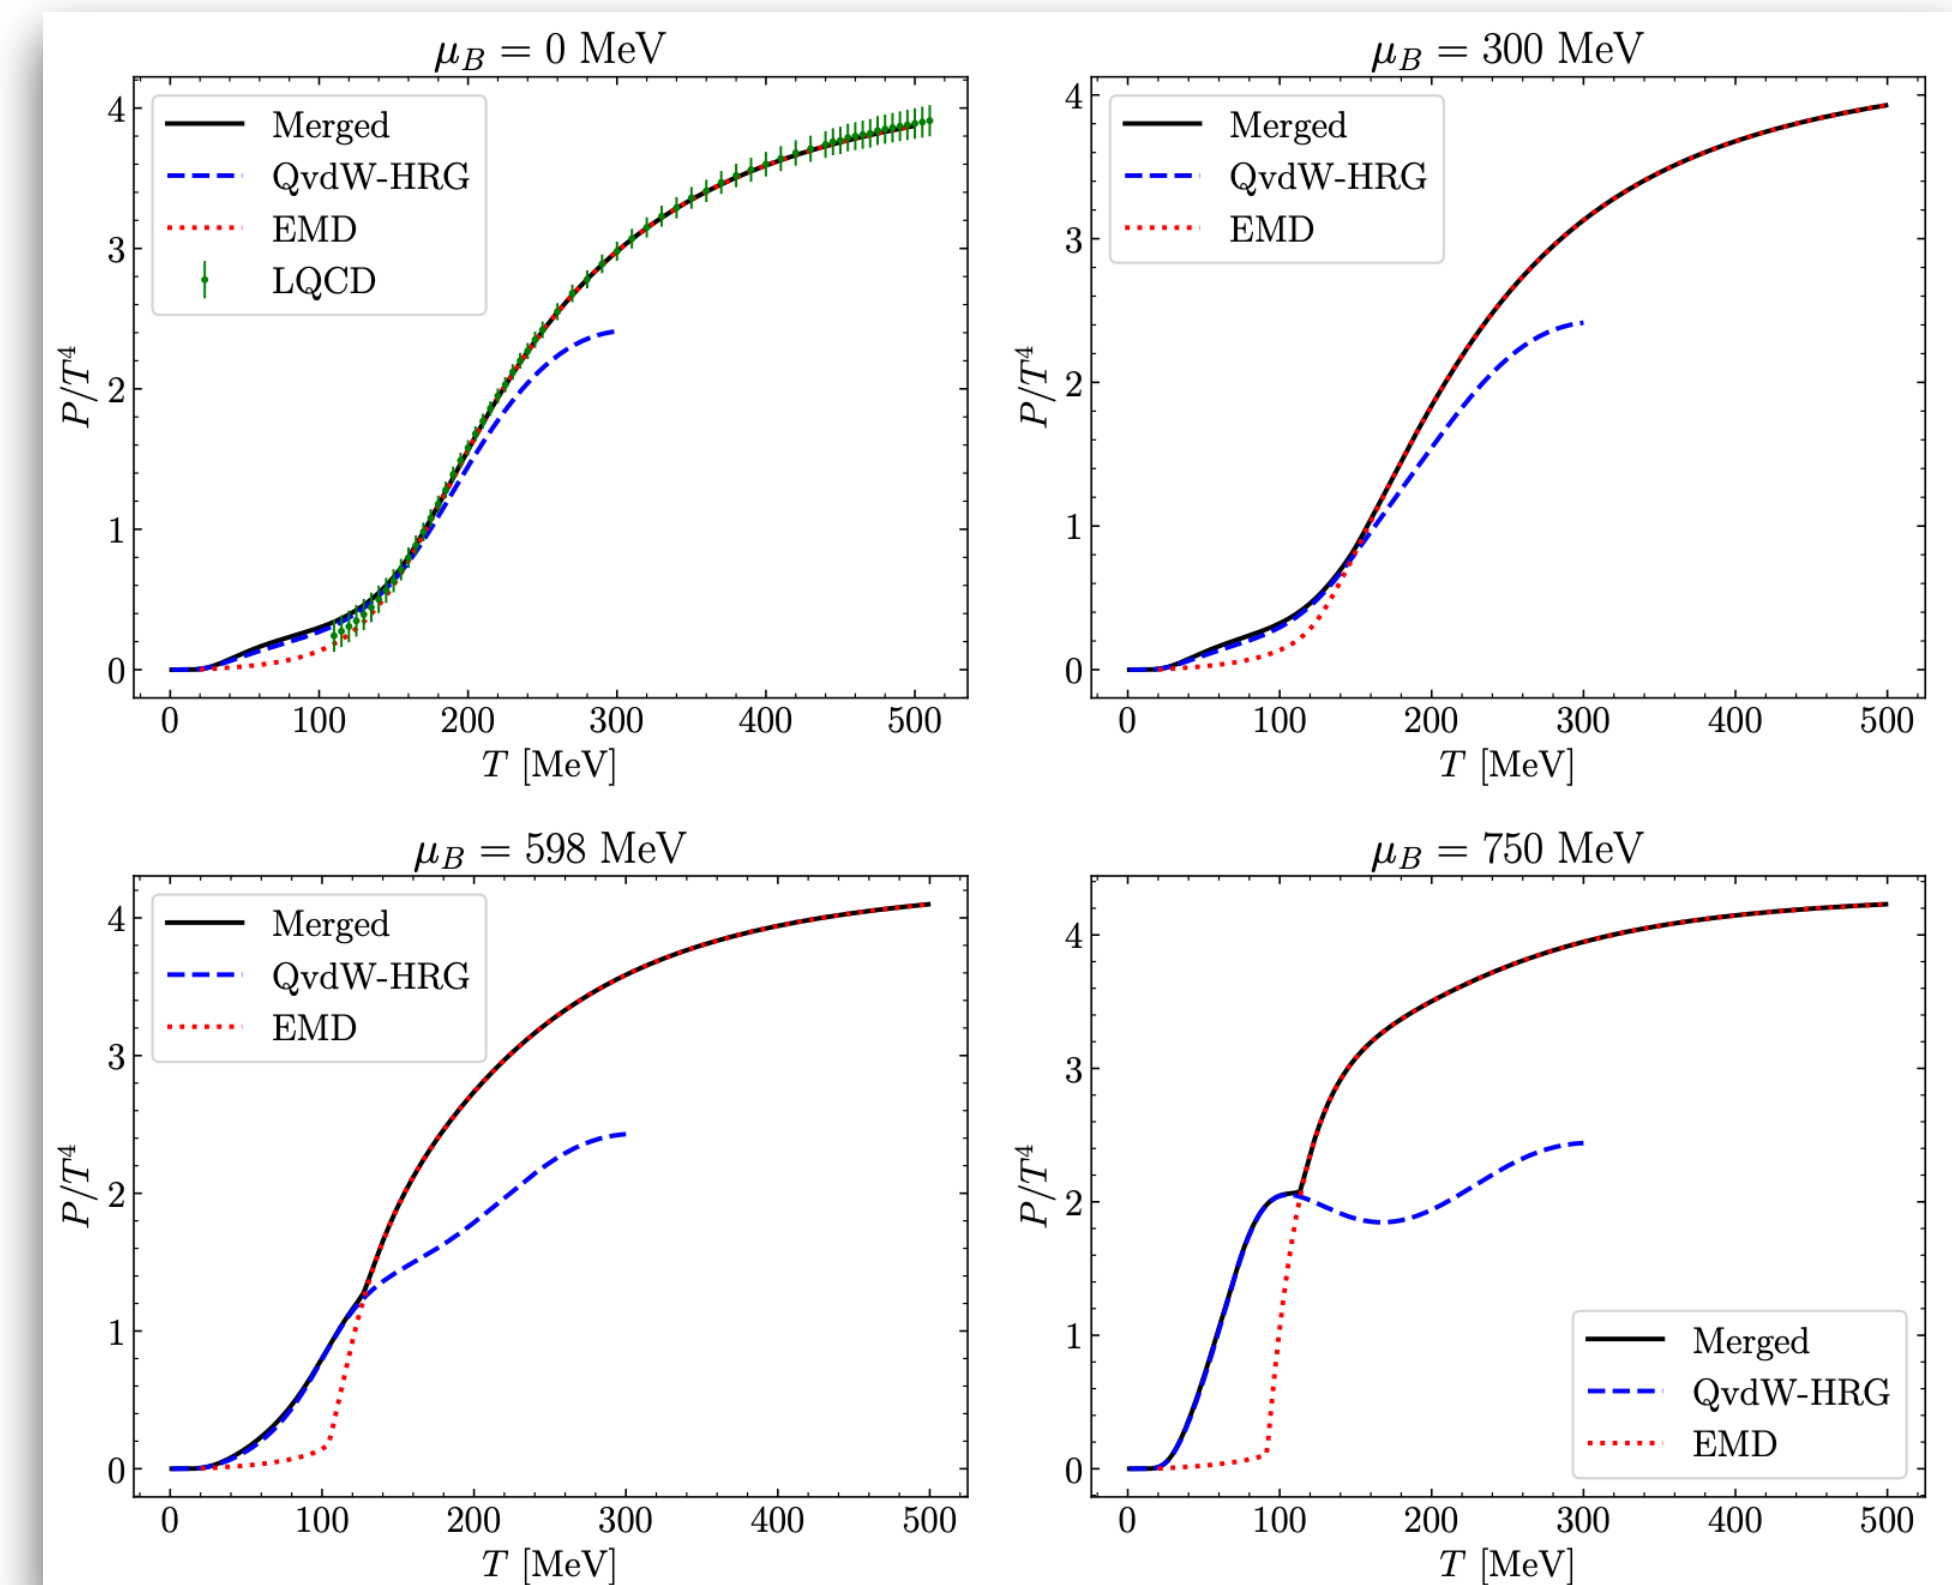 μ_B = 0 MeV
Merged
QvdW-HRG
EMD
LQCD
P/T⁴
4
3
2
1
0
0 100 200 300 400 500
T [MeV]
μ_B = 300 MeV
Merged
QvdW-HRG
EMD
P/T⁴
4
3
2
1
0
0 100 200 300 400 500
T [MeV]
μ_B = 598 MeV
Merged
QvdW-HRG
EMD
P/T⁴
4
3
2
1
0
0 100 200 300 400 500
T [MeV]
μ_B = 750 MeV
P/T⁴
4
3
2
1
0
Merged
QvdW-HRG
EMD
0 100 200 300 400 500
T [MeV]